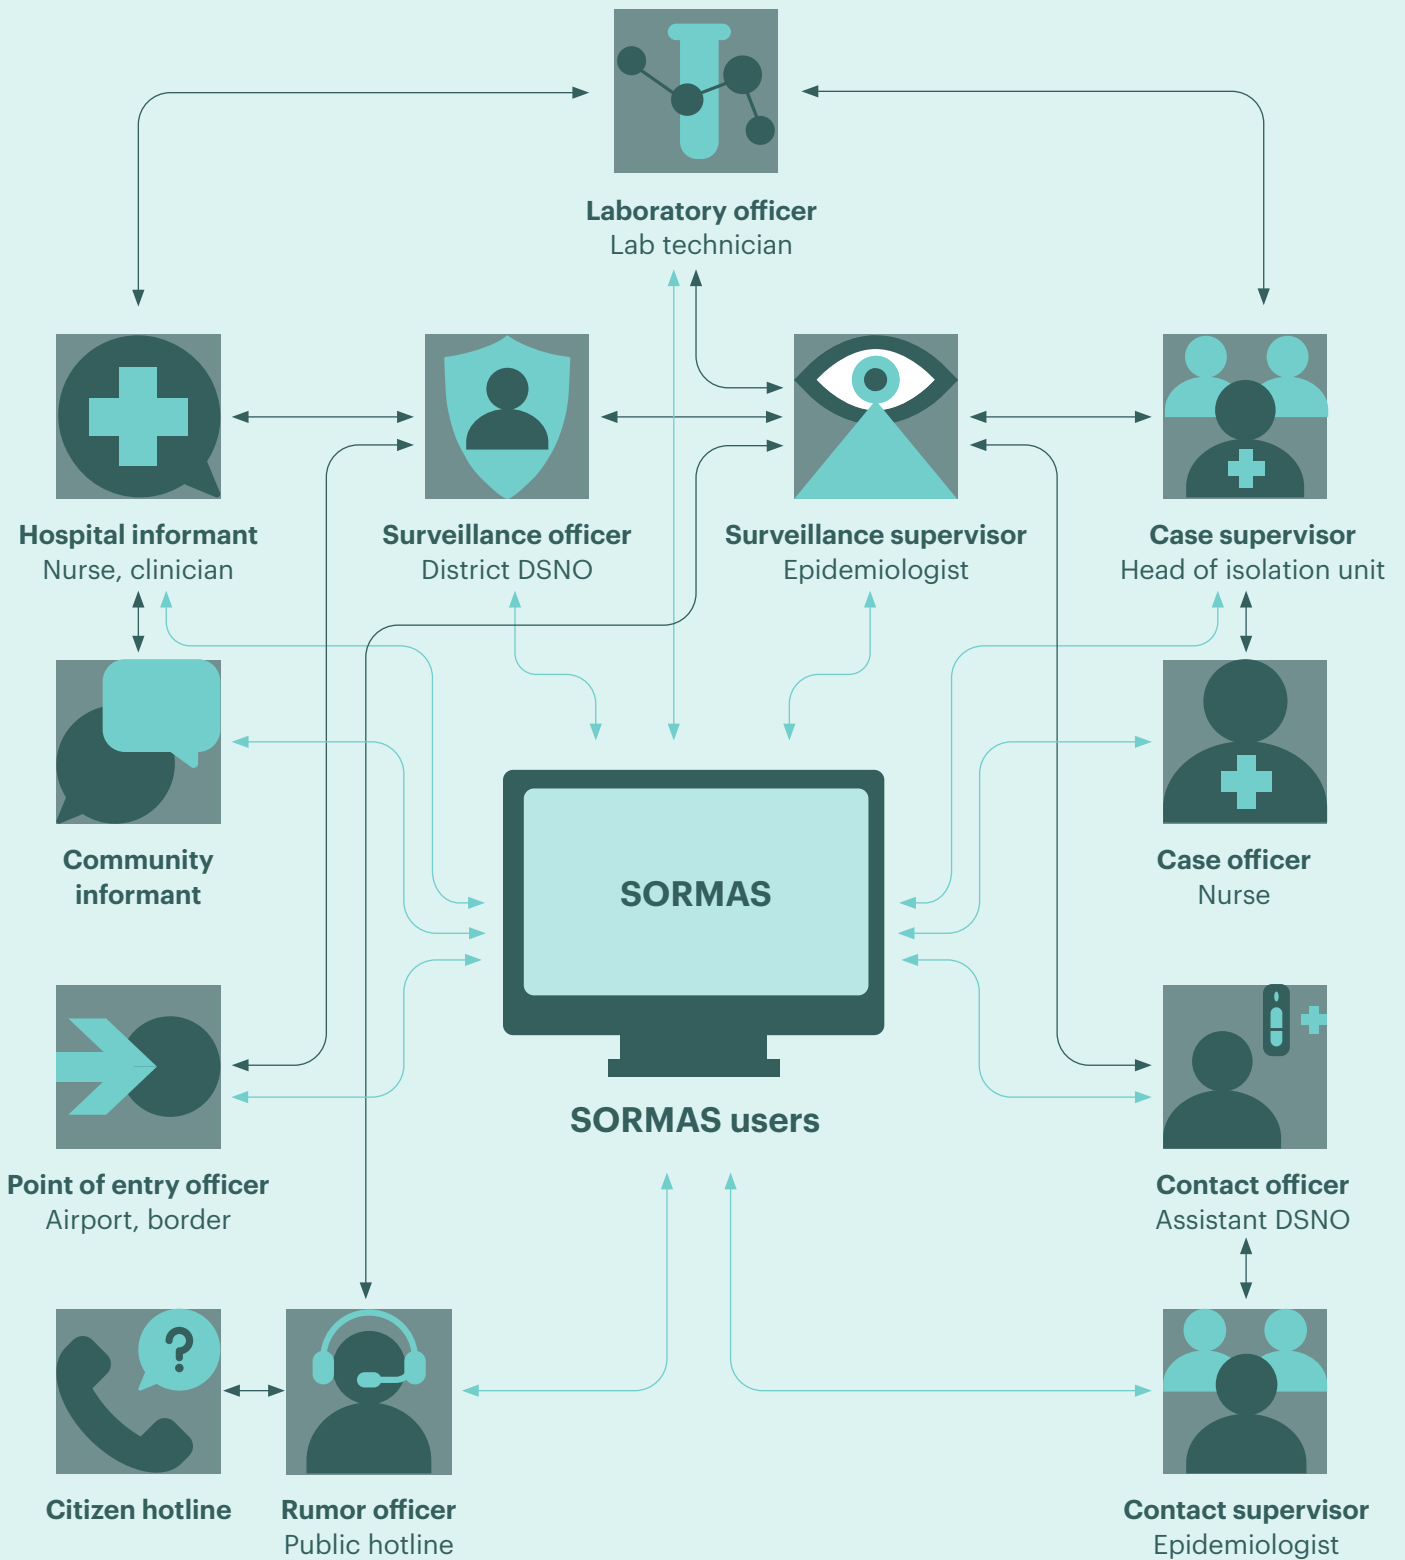 Laboratory officer
Lab technician
Hospital informant
Nurse, clinician
Surveillance officer
District DSNO
Surveillance supervisor
Epidemiologist
Case supervisor
Head of isolation unit
Community
informant
SORMAS
Case officer
Nurse
SORMAS users
Point of entry officer
Airport, border
Contact officer
Assistant DSNO
?
Citizen hotline
Rumor officer
Public hotline
Contact supervisor
Epidemiologist